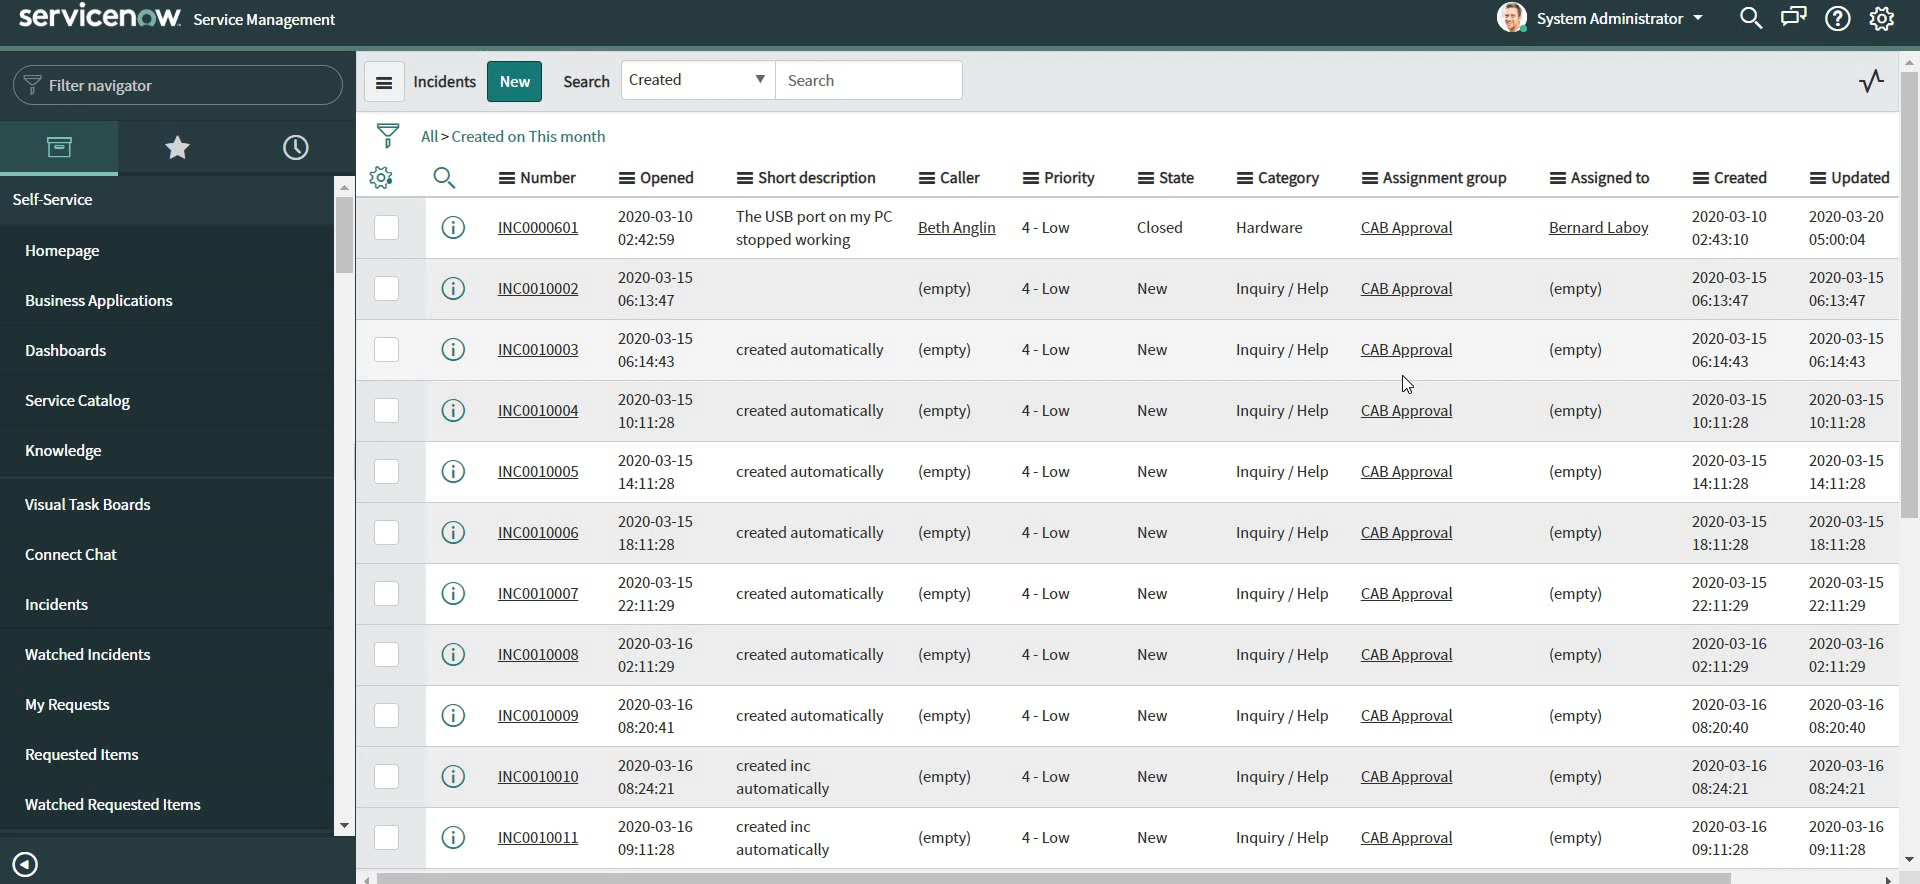 servicenow Service Management
System Administrator
Filter navigator
Incidents New Search Created Search
All > Created on This month
Self-Service
Homepage
Business Applications
Dashboards
Service Catalog
Knowledge
Visual Task Boards
Connect Chat
Incidents
Watched Incidents
My Requests
Requested Items
Watched Requested Items
Number Opened Short description Caller Priority State Category Assignment group Assigned to Created Updated
INC0000601 2020-03-10 02:42:59 The USB port on my PC stopped working Beth Anglin 4 - Low Closed Hardware CAB Approval Bernard Laboy 2020-03-10 02:43:10 2020-03-20 05:00:04
INC0010002 2020-03-15 06:13:47 (empty) 4 - Low New Inquiry / Help CAB Approval (empty) 2020-03-15 06:13:47 2020-03-15 06:13:47
INC0010003 2020-03-15 06:14:43 created automatically (empty) 4 - Low New Inquiry / Help CAB Approval (empty) 2020-03-15 06:14:43 2020-03-15 06:14:43
INC0010004 2020-03-15 10:11:28 created automatically (empty) 4 - Low New Inquiry / Help CAB Approval (empty) 2020-03-15 10:11:28 2020-03-15 10:11:28
INC0010005 2020-03-15 14:11:28 created automatically (empty) 4 - Low New Inquiry / Help CAB Approval (empty) 2020-03-15 14:11:28 2020-03-15 14:11:28
INC0010006 2020-03-15 18:11:28 created automatically (empty) 4 - Low New Inquiry / Help CAB Approval (empty) 2020-03-15 18:11:28 2020-03-15 18:11:28
INC0010007 2020-03-15 22:11:29 created automatically (empty) 4 - Low New Inquiry / Help CAB Approval (empty) 2020-03-15 22:11:29 2020-03-15 22:11:29
INC0010008 2020-03-16 02:11:29 created automatically (empty) 4 - Low New Inquiry / Help CAB Approval (empty) 2020-03-16 02:11:29 2020-03-16 02:11:29
INC0010009 2020-03-16 08:20:41 created automatically (empty) 4 - Low New Inquiry / Help CAB Approval (empty) 2020-03-16 08:20:40 2020-03-16 08:20:40
INC0010010 2020-03-16 08:24:21 created inc automatically (empty) 4 - Low New Inquiry / Help CAB Approval (empty) 2020-03-16 08:24:21 2020-03-16 08:24:21
INC0010011 2020-03-16 09:11:28 created inc automatically (empty) 4 - Low New Inquiry / Help CAB Approval (empty) 2020-03-16 09:11:28 2020-03-16 09:11:28